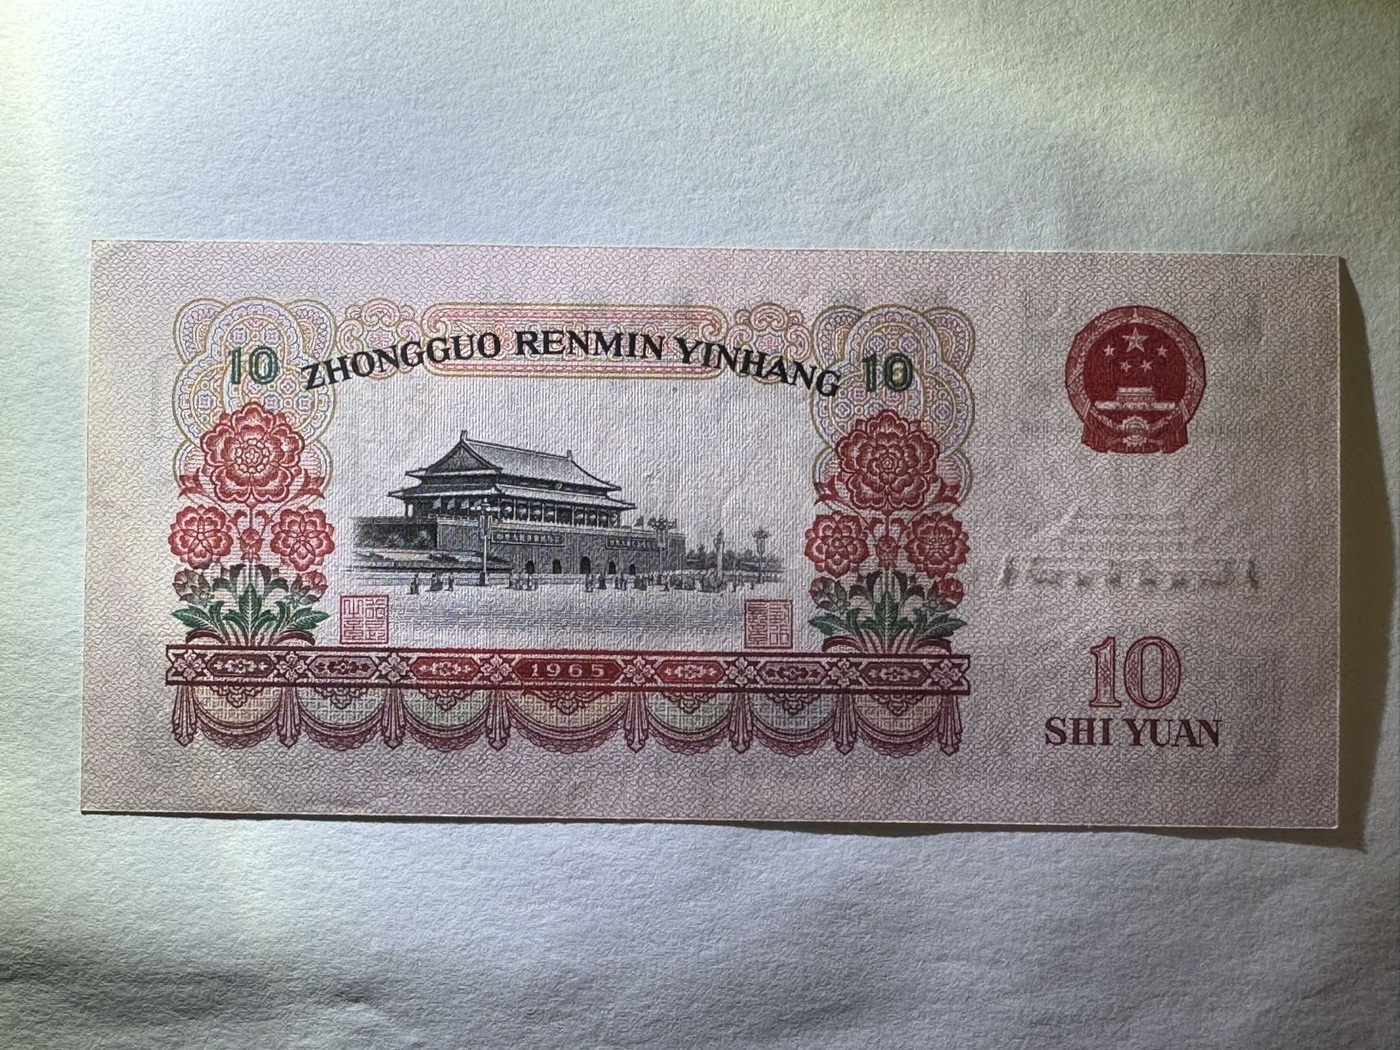 10 ZHONGGUO RENMIN YINHANG 10
1965
10
SHI YUAN